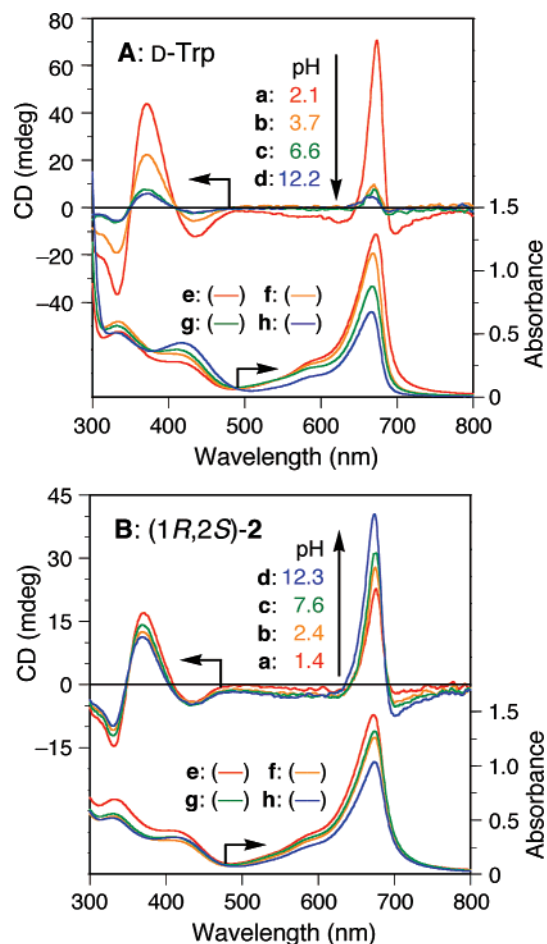 A: D-Trp
pH
a: 2.1
b: 3.7
c: 6.6
d: 12.2
80
60
40
20
0
−20
−40
CD (mdeg)
1.5
1.0
0.5
0
Absorbance
e: (—) f: (—)
g: (—) h: (—)
300 400 500 600 700 800
Wavelength (nm)
B: (1R,2S)-2
pH
d: 12.3
c: 7.6
b: 2.4
a: 1.4
45
30
15
0
−15
CD (mdeg)
1.5
1.0
0.5
0
Absorbance
e: (—) f: (—)
g: (—) h: (—)
300 400 500 600 700 800
Wavelength (nm)